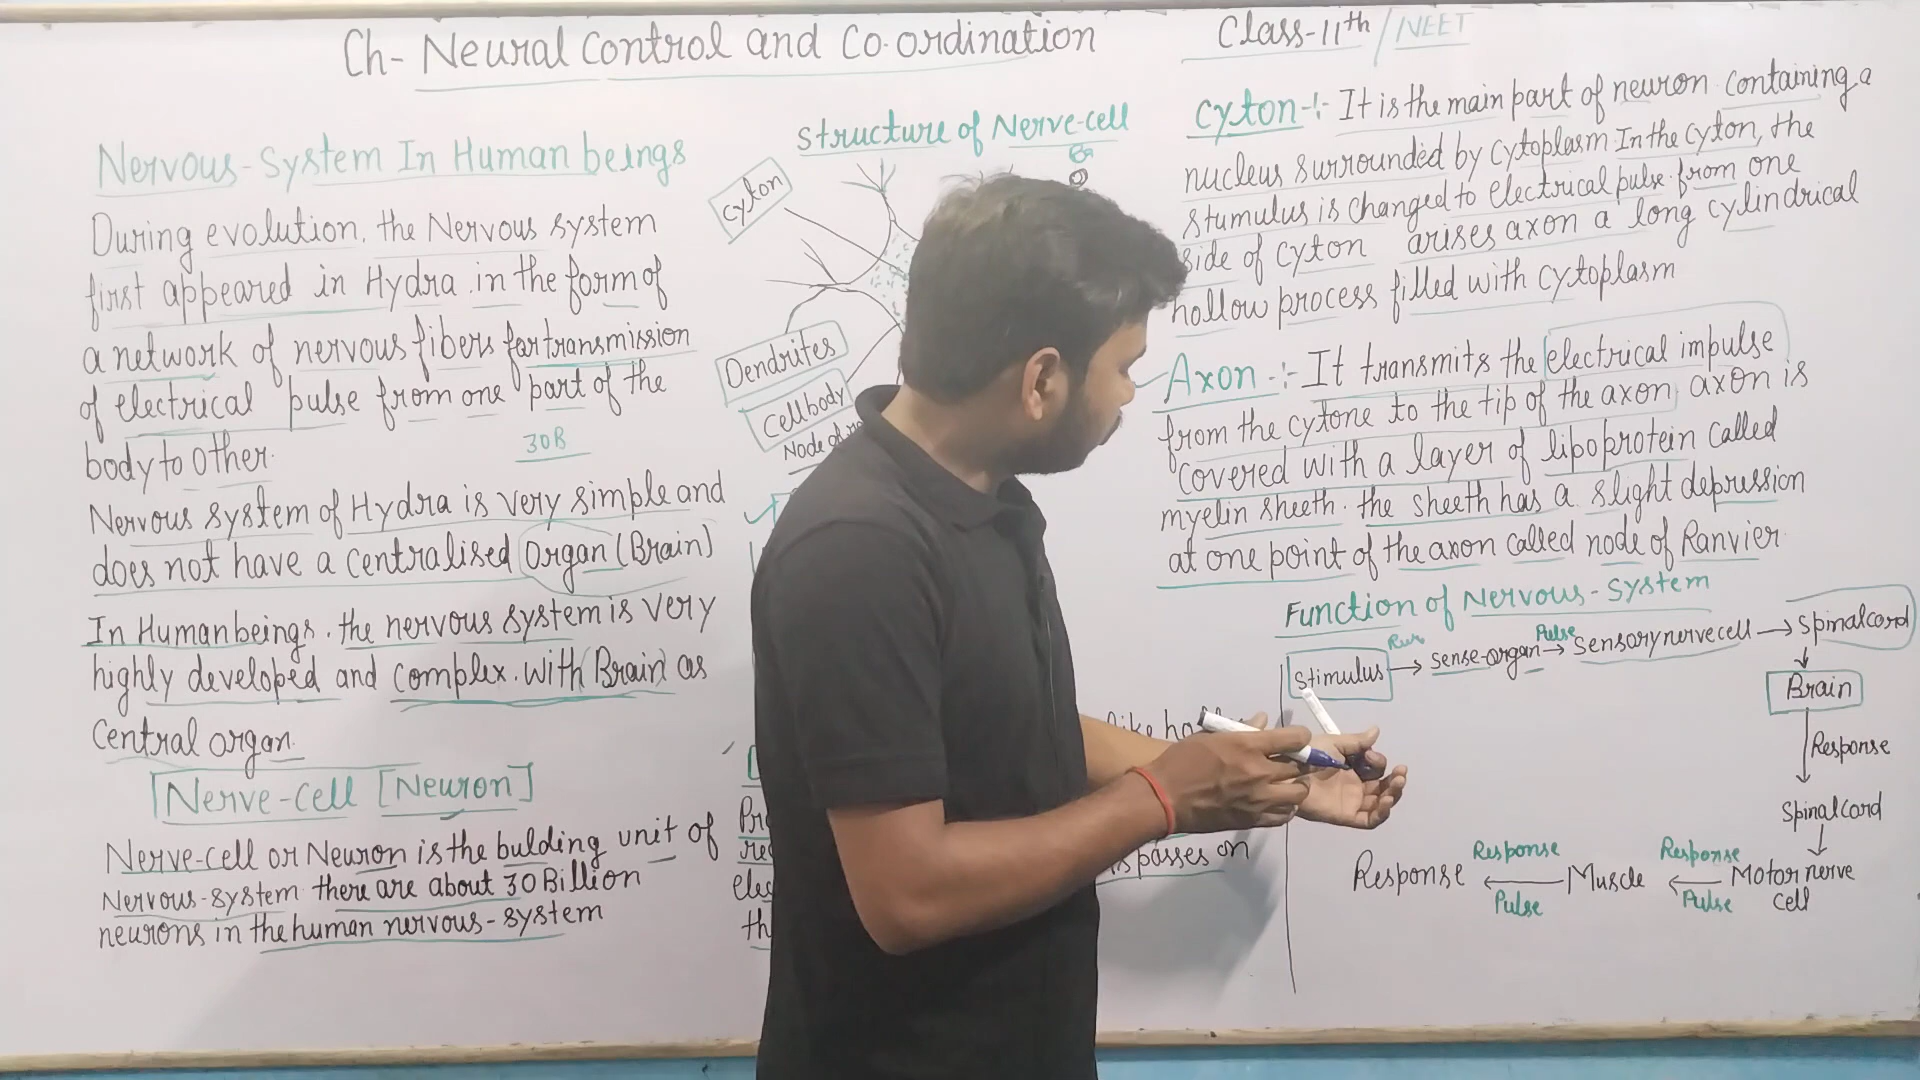 Ch- Neural Control and Co-ordination
Class-11th / NEET
Nervous-System In Human beings
During evolution, the Nervous system
first appeared in Hydra in the form of
a network of nervous fibers for transmission
of electrical pulse from one part of the
body to other.
30B
Nervous system of Hydra is very simple and
does not have a centralised Organ (Brain)
In Human beings, the nervous system is very
highly developed and complex with Brain as
Central organ.
Nerve-Cell [Neuron]
Nerve-cell or Neuron is the bulding unit of
Nervous-system there are about 30 Billion
neurons in the human nervous-system
Structure of Nerve-cell
Cyton
Dendrites
Cell body
Node of
like
passes on
Cyton -: It is the main part of neuron containing a
nucleus surrounded by cytoplasm In the cyton, the
Stumulus is changed to electrical pulse from one
side of cyton arises axon a long cylindrical
hollow process filled with cytoplasm
Axon -: It transmits the electrical impulse
from the cytone to the tip of the axon, axon is
covered with a layer of lipoprotein called
myelin sheeth. the sheeth has a slight depression
at one point of the axon called node of Ranvier
Function of Nervous-System
Stimulus → Sense-organ → Pulse Sensory nerve cell → Spinal cord
Brain
Response
Spinal cord
Response ← Response Pulse Muscle ← Response Pulse Motor nerve
cell